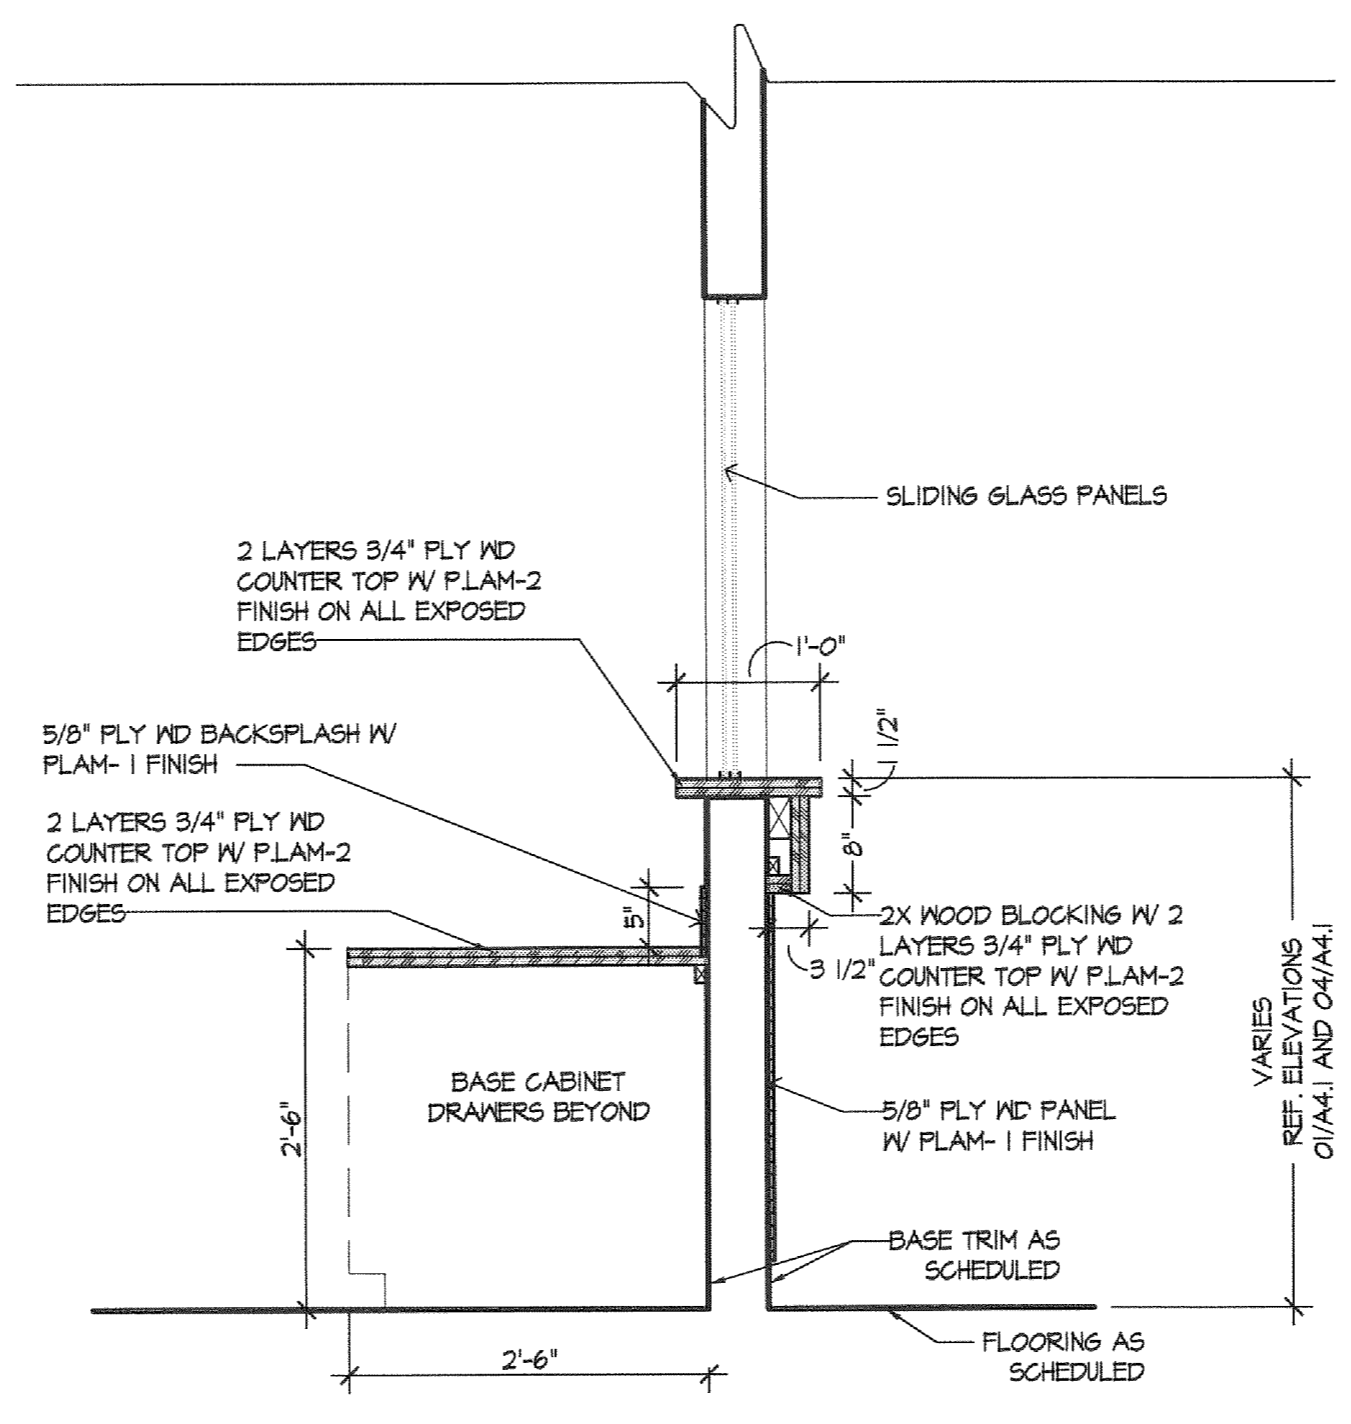 SLIDING GLASS PANELS
2 LAYERS 3/4" PLY WD
COUNTER TOP W/ P.LAM-2
FINISH ON ALL EXPOSED
EDGES
1'-0"
5/8" PLY WD BACKSPLASH W/
PLAM- 1 FINISH
1 1/2"
2 LAYERS 3/4" PLY WD
COUNTER TOP W/ P.LAM-2
FINISH ON ALL EXPOSED
EDGES
8"
5"
2X WOOD BLOCKING W/ 2
LAYERS 3/4" PLY WD
COUNTER TOP W/ P.LAM-2
FINISH ON ALL EXPOSED
EDGES
3 1/2"
VARIES
REF. ELEVATIONS
01/A4.1 AND 04/A4.1
BASE CABINET
DRAWERS BEYOND
2'-6"
5/8" PLY WD PANEL
W/ PLAM- 1 FINISH
BASE TRIM AS
SCHEDULED
FLOORING AS
SCHEDULED
2'-6"